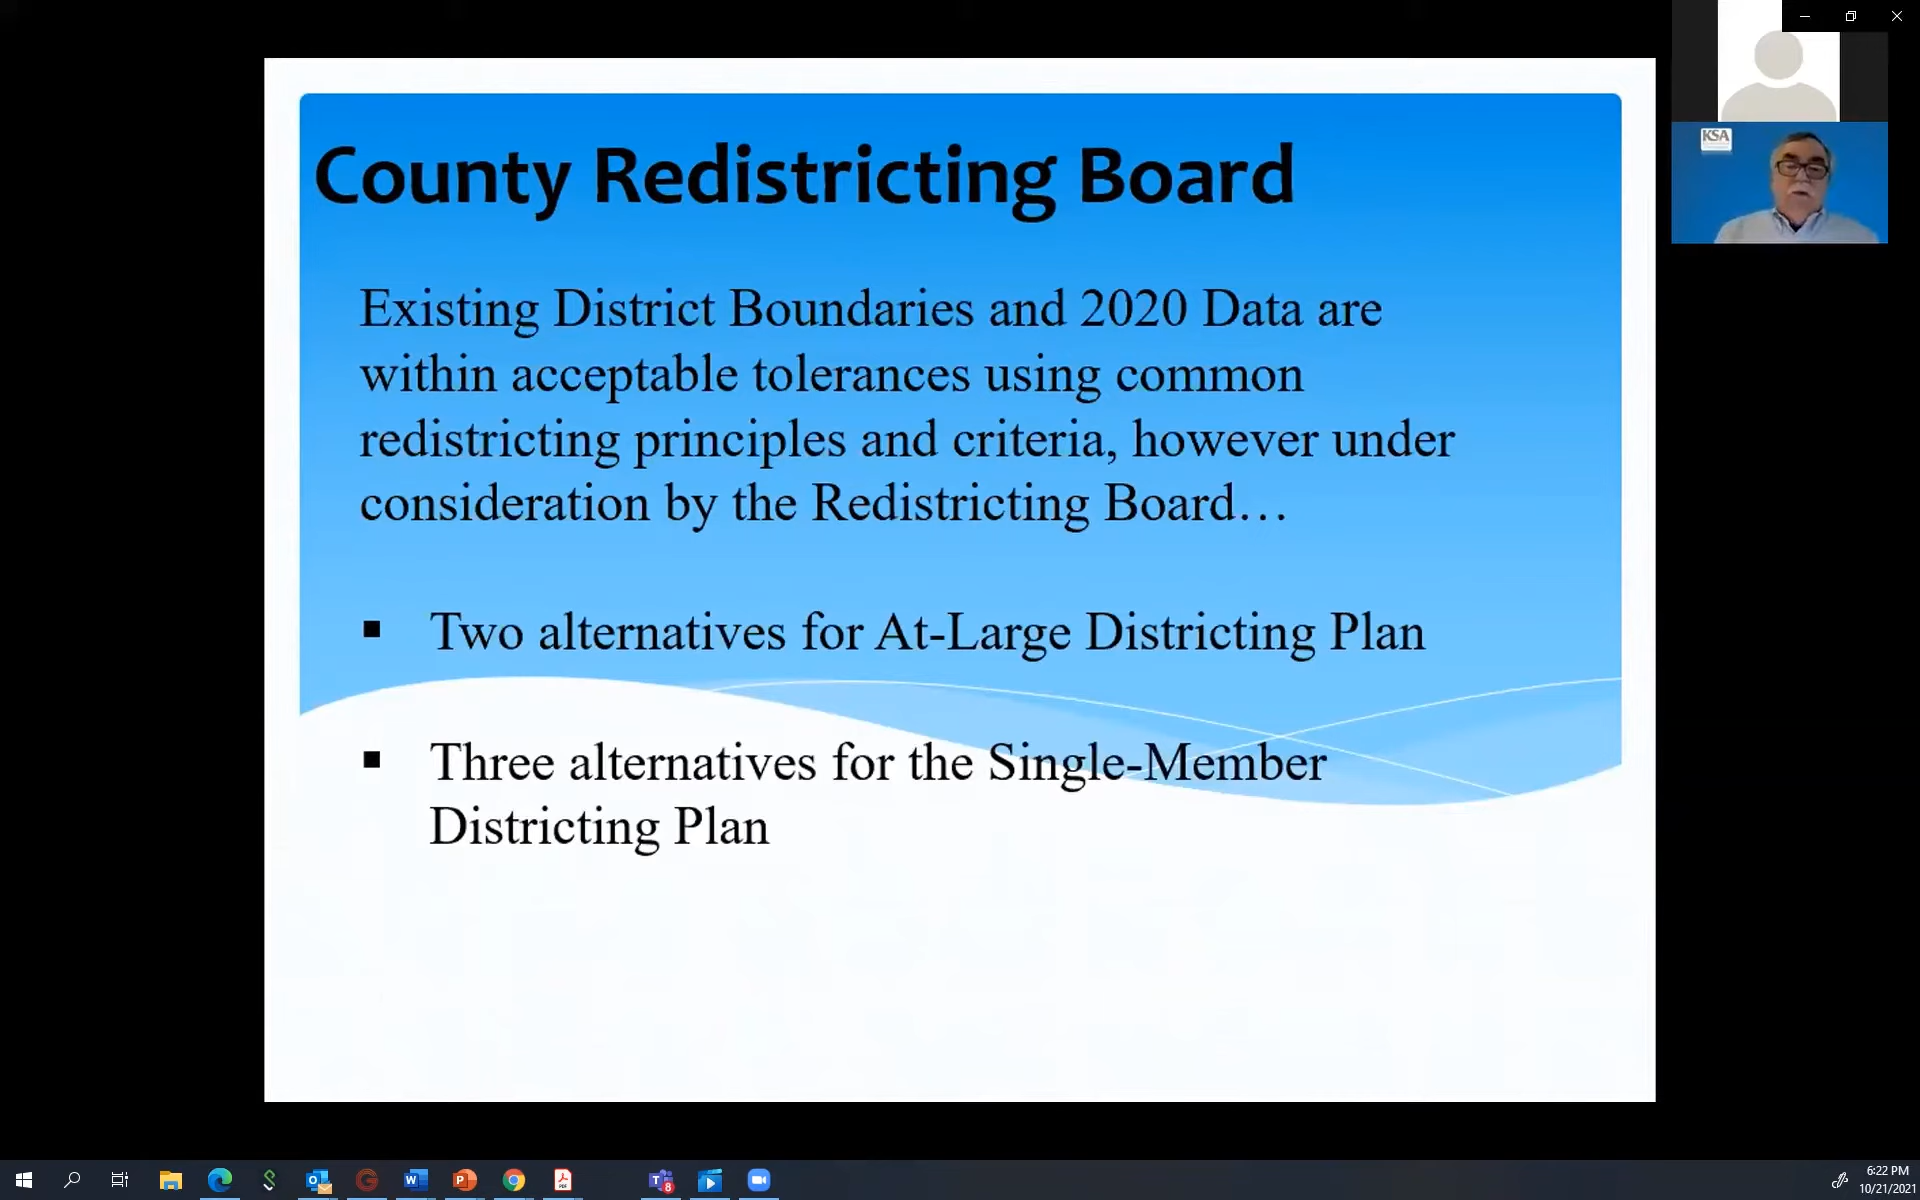 KSA
County Redistricting Board
Existing District Boundaries and 2020 Data are
within acceptable tolerances using common
redistricting principles and criteria, however under
consideration by the Redistricting Board…
▪ Two alternatives for At-Large Districting Plan
▪ Three alternatives for the Single-Member
Districting Plan
6:22 PM
10/21/2021